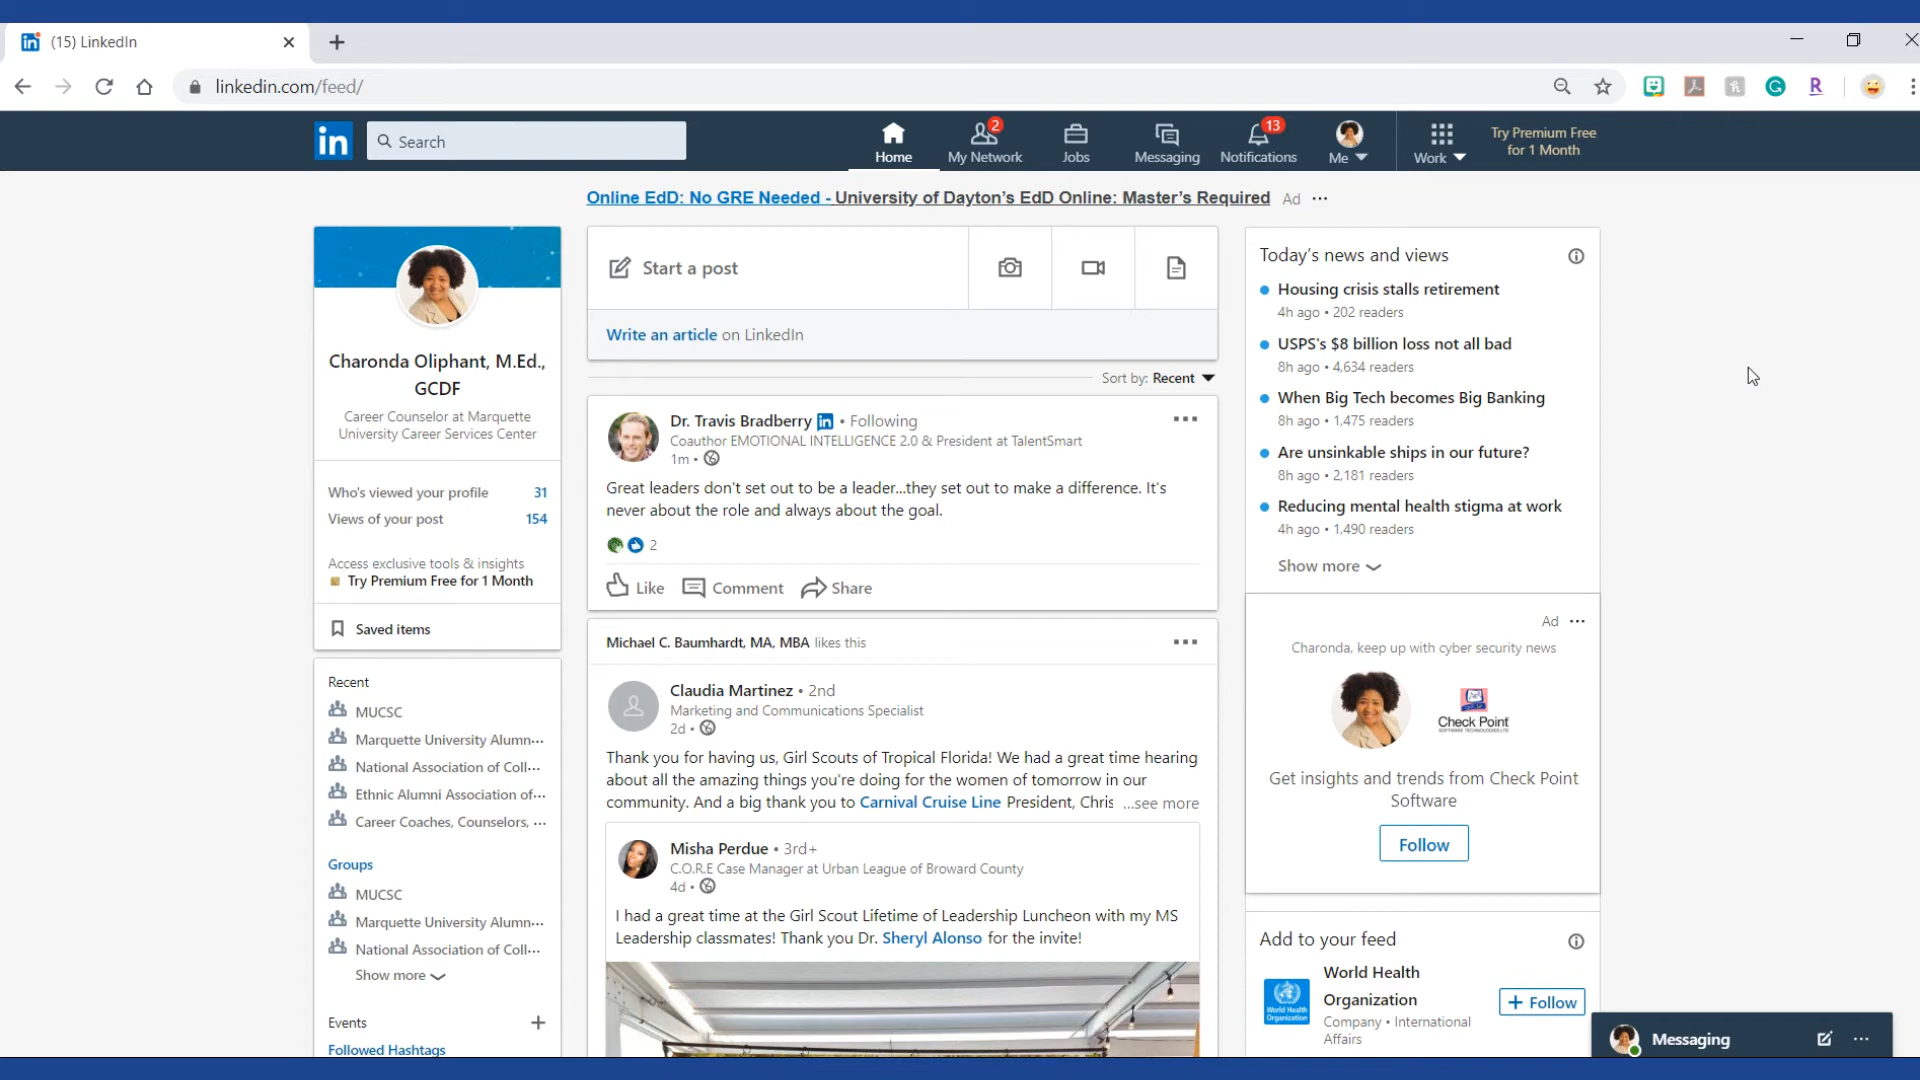 (15) LinkedIn
linkedin.com/feed/
in
Search
Home
2
My Network
Jobs
Messaging
13
Notifications
Me
Work
Try Premium Free
for 1 Month
Online EdD: No GRE Needed - University of Dayton's EdD Online: Master's Required Ad
Charonda Oliphant, M.Ed.,
GCDF
Career Counselor at Marquette
University Career Services Center
Who's viewed your profile 31
Views of your post 154
Access exclusive tools & insights
Try Premium Free for 1 Month
Saved items
Recent
MUCSC
Marquette University Alumn...
National Association of Coll...
Ethnic Alumni Association of...
Career Coaches, Counselors, ...
Groups
MUCSC
Marquette University Alumn...
National Association of Coll...
Show more
Events
Followed Hashtags
Start a post
Write an article on LinkedIn
Sort by: Recent
Dr. Travis Bradberry in • Following
Coauthor EMOTIONAL INTELLIGENCE 2.0 & President at TalentSmart
1m •
Great leaders don't set out to be a leader...they set out to make a difference. It's
never about the role and always about the goal.
2
Like Comment Share
Michael C. Baumhardt, MA, MBA likes this
Claudia Martinez • 2nd
Marketing and Communications Specialist
2d •
Thank you for having us, Girl Scouts of Tropical Florida! We had a great time hearing
about all the amazing things you're doing for the women of tomorrow in our
community. And a big thank you to Carnival Cruise Line President, Chris ...see more
Misha Perdue • 3rd+
C.O.R.E Case Manager at Urban League of Broward County
4d •
I had a great time at the Girl Scout Lifetime of Leadership Luncheon with my MS
Leadership classmates! Thank you Dr. Sheryl Alonso for the invite!
Today's news and views
Housing crisis stalls retirement
4h ago • 202 readers
USPS's $8 billion loss not all bad
8h ago • 4,634 readers
When Big Tech becomes Big Banking
8h ago • 1,475 readers
Are unsinkable ships in our future?
8h ago • 2,181 readers
Reducing mental health stigma at work
4h ago • 1,490 readers
Show more
Ad
Charonda, keep up with cyber security news
Check Point
SOFTWARE TECHNOLOGIES LTD
Get insights and trends from Check Point
Software
Follow
Add to your feed
World Health
Organization
Company • International
Affairs
World Health
Organization
+ Follow
Messaging